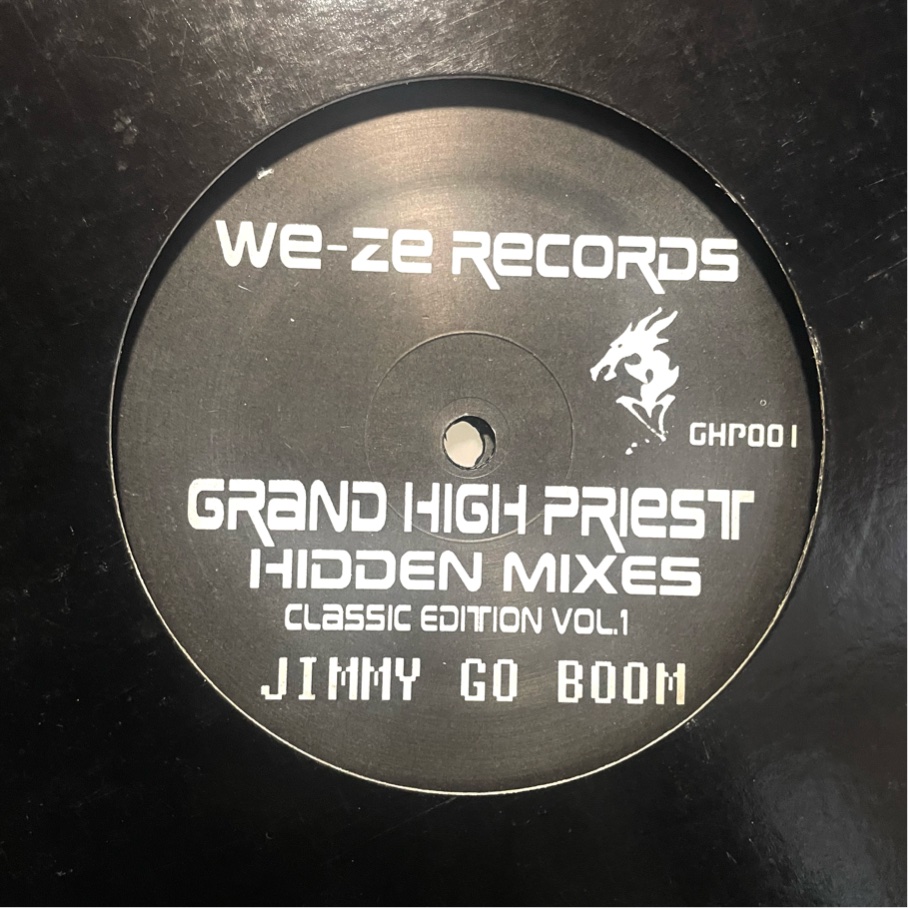 We-Ze Records
GHP001
Grand High Priest
Hidden Mixes
Classic Edition Vol.1
JIMMY GO BOOM